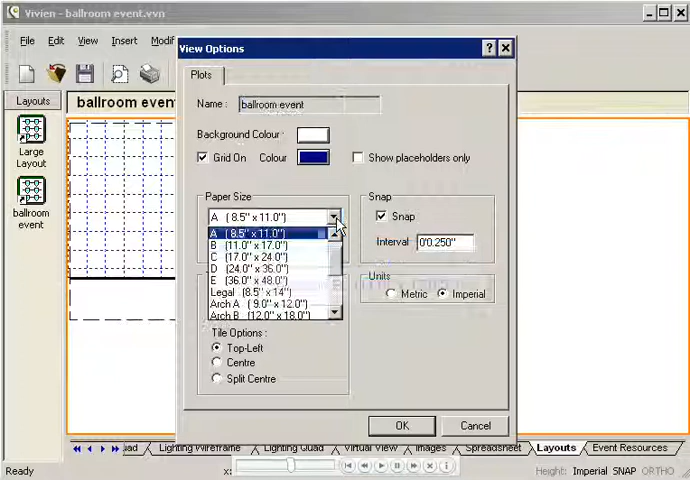 Vivien - ballroom event.vvn
File Edit View Insert Modif
View Options
Layouts
Large
Layout
ballroom
event
ballroom event
Plots
Name : ballroom event
Background Colour :
Grid On Colour Show placeholders only
Paper Size
A ( 8.5" x 11.0")
A ( 8.5" x 11.0")
B (11.0" x 17.0")
C (17.0" x 24.0")
D (24.0" x 36.0")
E (36.0" x 48.0")
Legal (8.5" x 14")
Arch A ( 9.0" x 12.0")
Arch B (12.0" x 18.0")
Snap
Snap
Interval 0'0.250"
Units
Metric Imperial
Tile Options :
Top-Left
Centre
Split Centre
OK Cancel
uad Lighting Wireframe Lighting Quad Virtual View Images Spreadsheet Layouts Event Resources
Ready x: Height: Imperial SNAP ORTHO